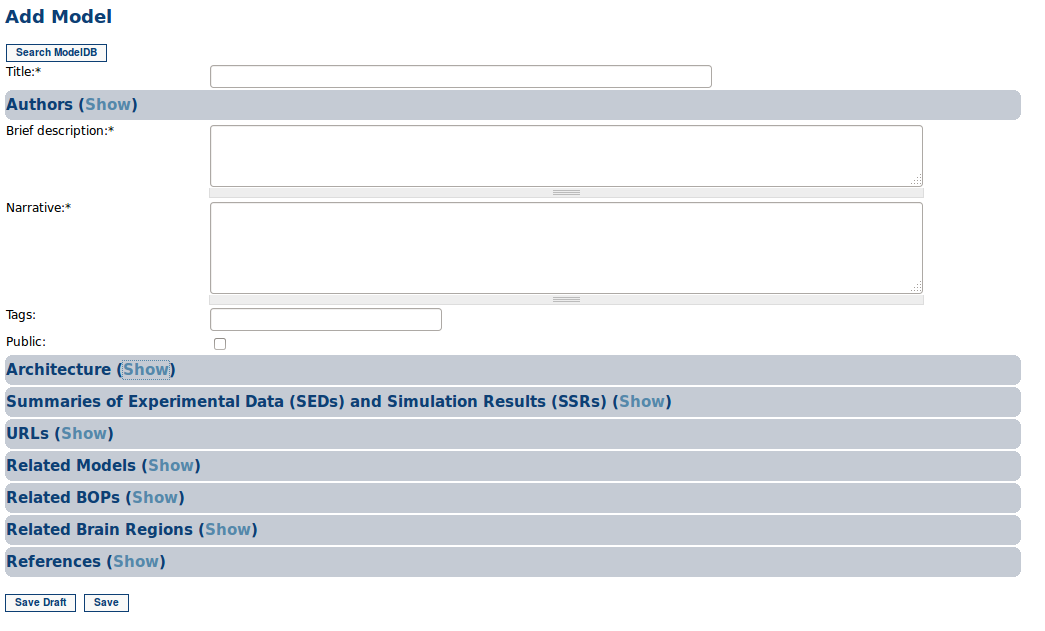 Add Model
Search ModelDB
Title:*
Authors (Show)
Brief description:*
Narrative:*
Tags:
Public:
Architecture (Show)
Summaries of Experimental Data (SEDs) and Simulation Results (SSRs) (Show)
URLs (Show)
Related Models (Show)
Related BOPs (Show)
Related Brain Regions (Show)
References (Show)
Save Draft Save